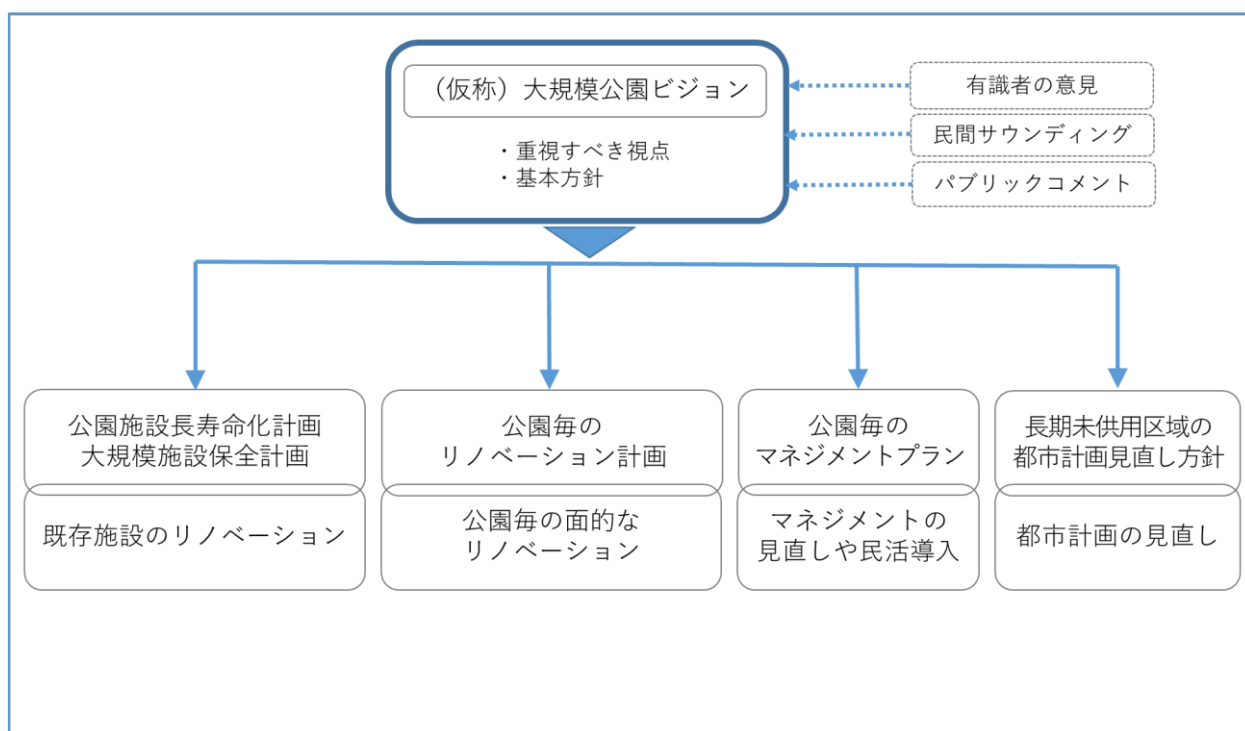 （仮称）大規模公園ビジョン
・重視すべき視点
・基本方針
有識者の意見
民間サウンディング
パブリックコメント
公園施設長寿命化計画
大規模施設保全計画
既存施設のリノベーション
公園毎の
リノベーション計画
公園毎の面的な
リノベーション
公園毎の
マネジメントプラン
マネジメントの
見直しや民活導入
長期未供用区域の
都市計画見直し方針
都市計画の見直し